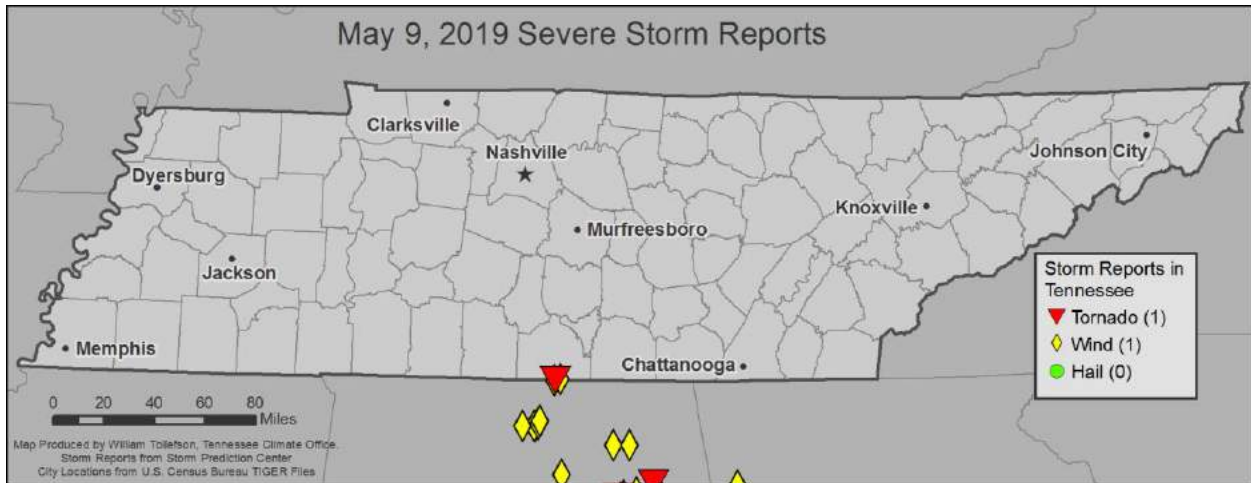 May 9, 2019 Severe Storm Reports
Clarksville
Nashville
Johnson City
Dyersburg
Knoxville
Murfreesboro
Jackson
Storm Reports in
Tennessee
Tornado (1)
Wind (1)
Hail (0)
Memphis
Chattanooga
0 20 40 60 80
Miles
Map Produced by William Tollefson, Tennessee Climate Office.
Storm Reports from Storm Prediction Center
City Locations from U.S. Census Bureau TIGER Files